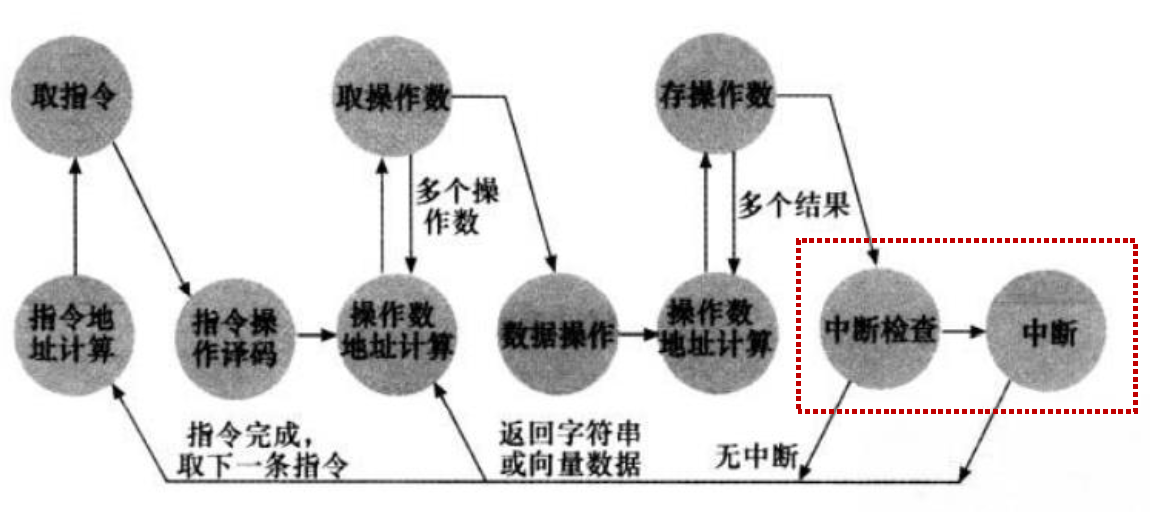 取指令
取操作数
存操作数
多个操
作数
多个结果
指令地
址计算
指令操
作译码
操作数
地址计算
数据操作
操作数
地址计算
中断检查
中断
指令完成，
取下一条指令
返回字符串
或向量数据
无中断